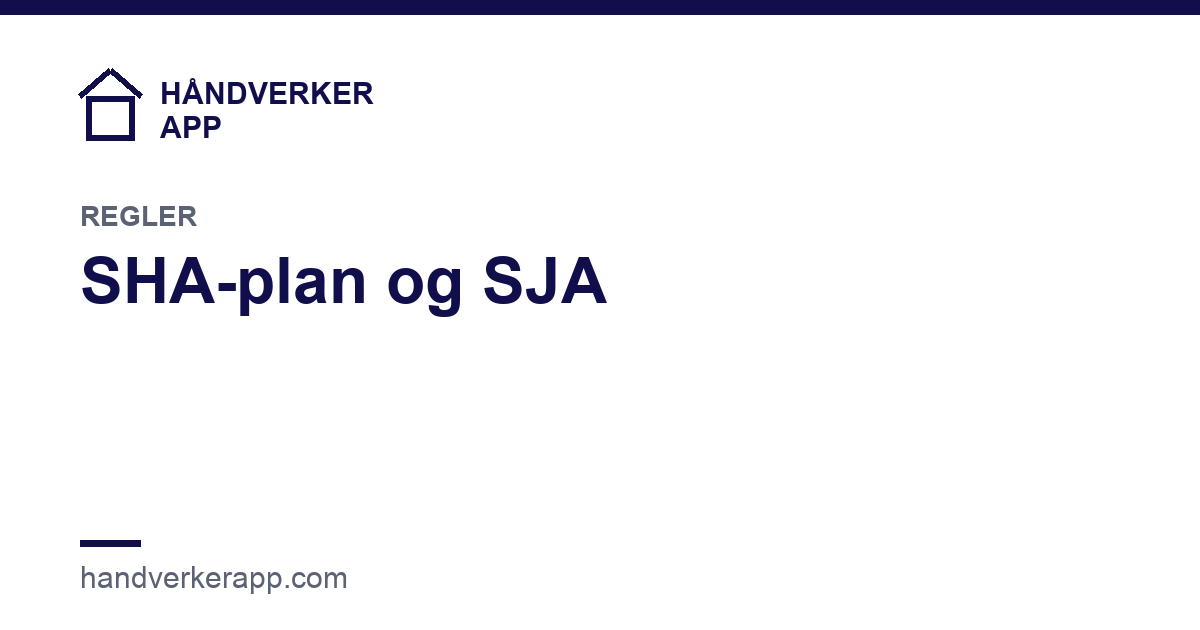 HÅNDVERKER
APP
REGLER
SHA-plan og SJA
handverkerapp.com